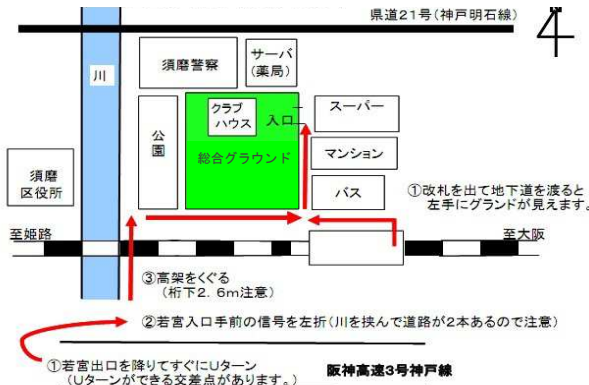 県道21号(神戸明石線)
川
須磨警察
サーバ
(薬局)
クラブ
ハウス
入口
スーパー
公園
総合グラウンド
マンション
須磨
区役所
バス
①改札を出て地下道を渡ると
左手にグランドが見えます。
至姫路
至大阪
③高架をくぐる
(桁下2.6m注意)
②若宮入口手前の信号を左折(川を挟んで道路が2本あるので注意)
①若宮出口を降りてすぐにUターン
(Uターンができる交差点があります。)
阪神高速3号神戸線